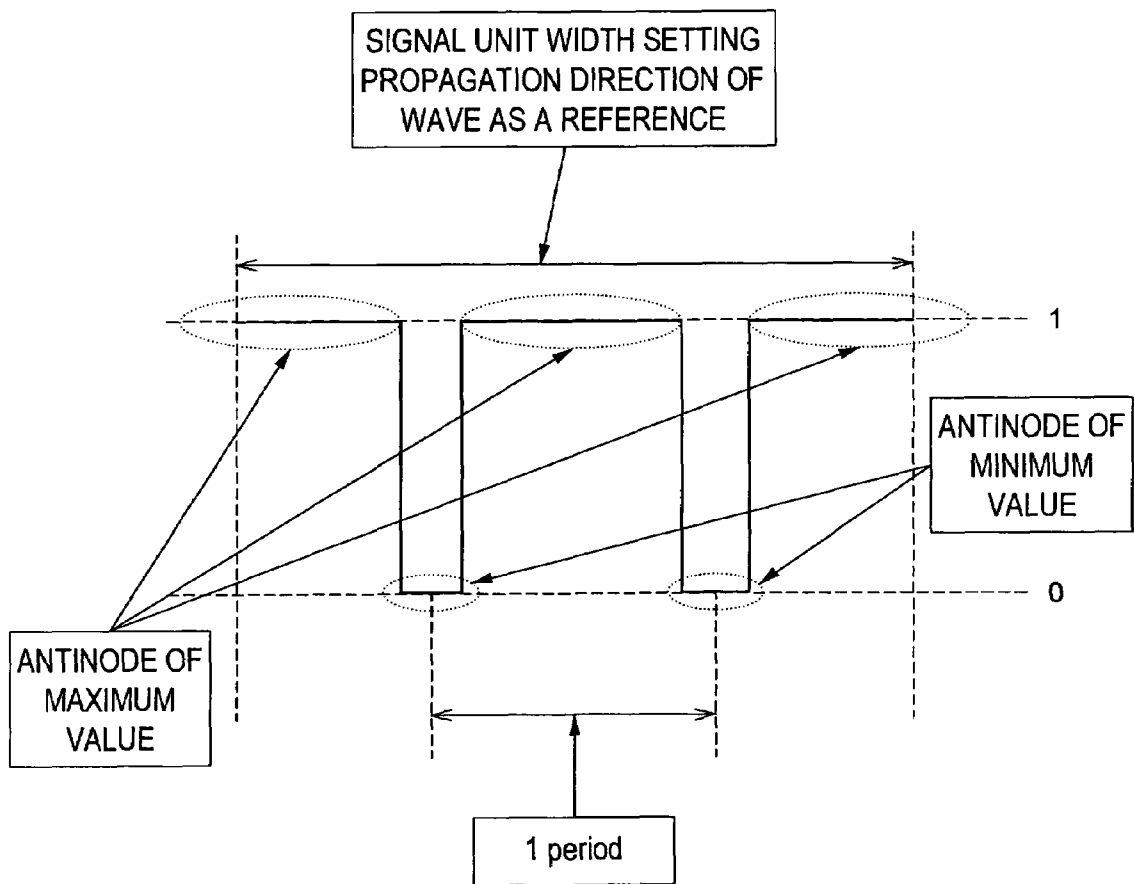 SIGNAL UNIT WIDTH SETTING
PROPAGATION DIRECTION OF
WAVE AS A REFERENCE
1
ANTINODE OF
MINIMUM
VALUE
0
ANTINODE OF
MAXIMUM
VALUE
1 period